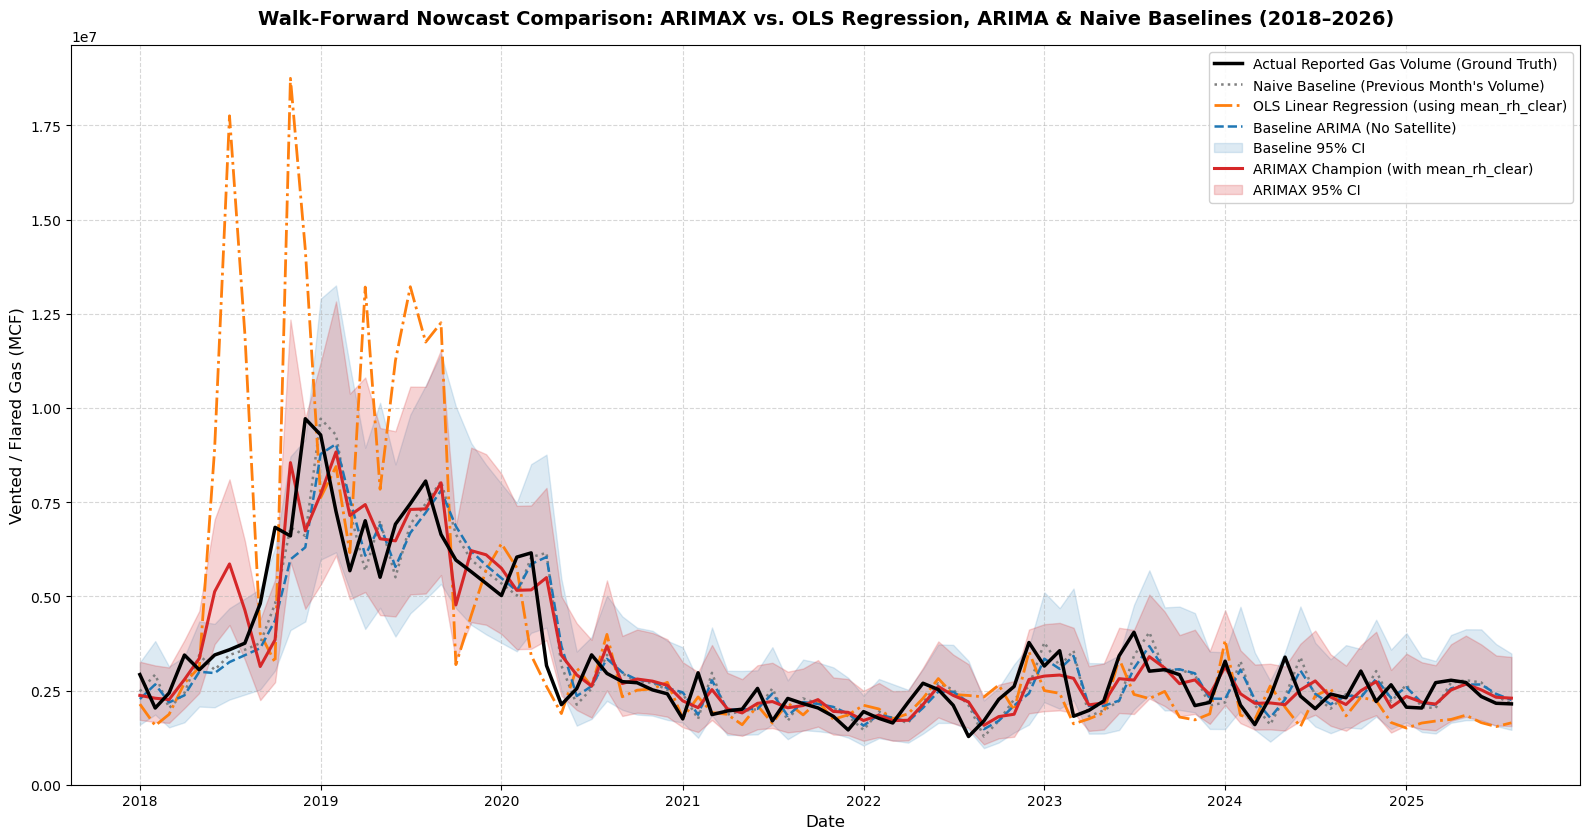 Walk-Forward Nowcast Comparison: ARIMAX vs. OLS Regression, ARIMA & Naive Baselines (2018–2026)
1e7
Actual Reported Gas Volume (Ground Truth)
Naive Baseline (Previous Month's Volume)
OLS Linear Regression (using mean_rh_clear)
Baseline ARIMA (No Satellite)
Baseline 95% CI
ARIMAX Champion (with mean_rh_clear)
ARIMAX 95% CI
Vented / Flared Gas (MCF)
1.75
1.50
1.25
1.00
0.75
0.50
0.25
0.00
2018 2019 2020 2021 2022 2023 2024 2025
Date